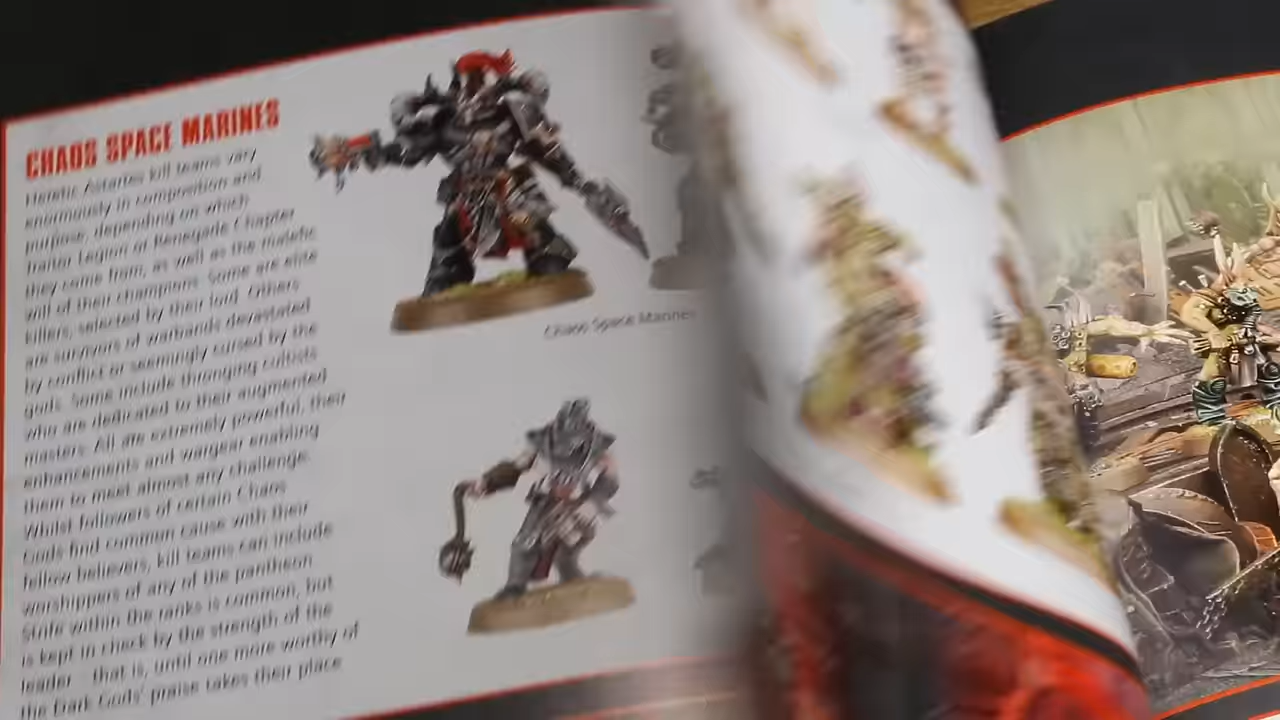 CHAOS SPACE MARINES
Heretic Astartes kill teams vary
enormously in composition and
purpose, depending on which
Traitor Legion or Renegade Chapter
they come from, as well as the malefic
will of their champions. Some are elite
killers, selected by their lord. Others
are survivors of warbands devastated
by conflict or seemingly cursed by the
gods. Some include thronging cultists
who are dedicated to their augmented
masters. All are extremely powerful, their
enhancements and wargear enabling
them to meet almost any challenge.
Whilst followers of certain Chaos
Gods find common cause with their
fellow believers, kill teams can include
worshippers of any of the pantheon
Strife within the ranks is common, but
is kept in check by the strength of the
leader – that is, until one more worthy of
the Dark Gods' praise takes their place
Chaos Space Marines